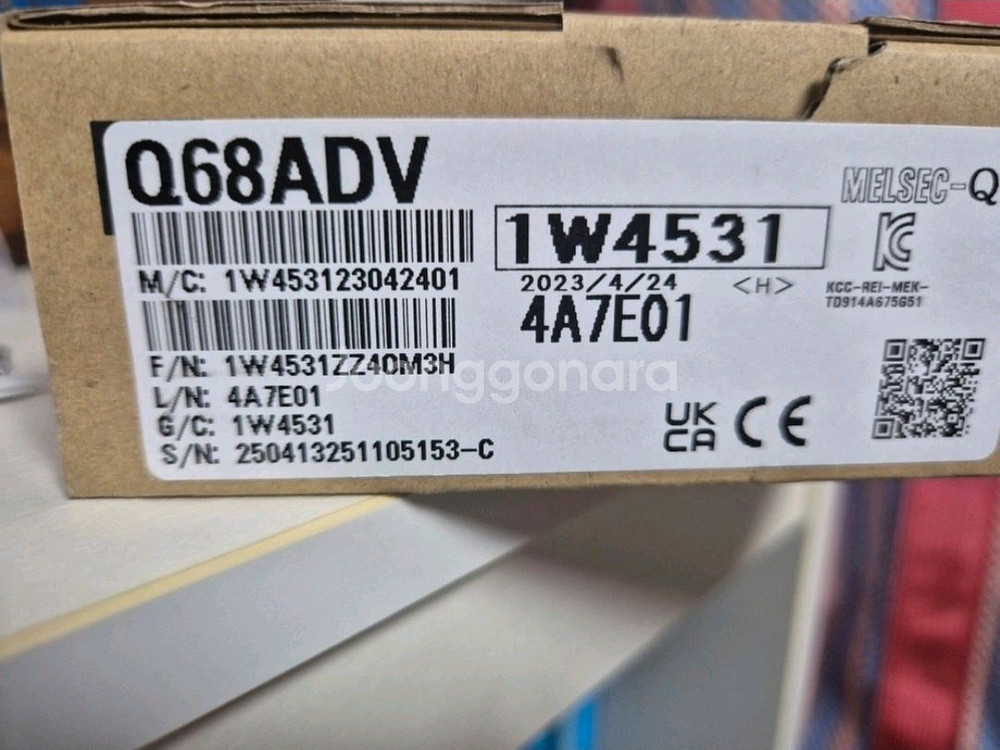 Q68ADV
MELSEC-Q
1W4531
M/C: 1W453123042401
2023/4/24 <H>
KCC-REI-MEK-
TD914A675G51
4A7E01
F/N: 1W4531ZZ40M3H
L/N: 4A7E01
G/C: 1W4531
S/N: 250413251105153-C
UK
CA CE
Joonggonara